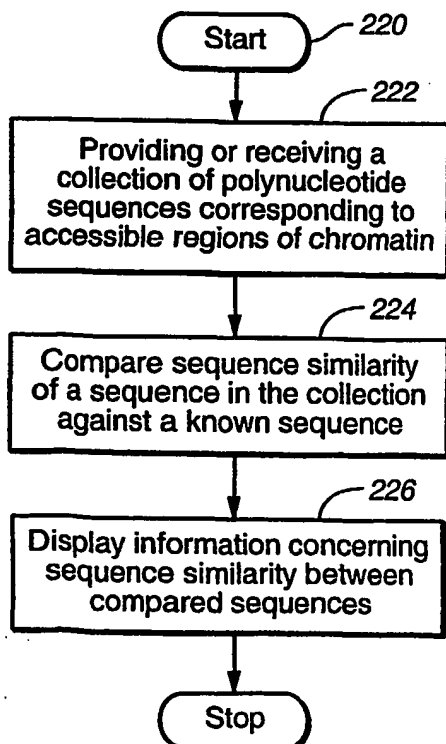 Start
220
222
Providing or receiving a
collection of polynucleotide
sequences corresponding to
accessible regions of chromatin
224
Compare sequence similarity
of a sequence in the collection
against a known sequence
226
Display information concerning
sequence similarity between
compared sequences
Stop